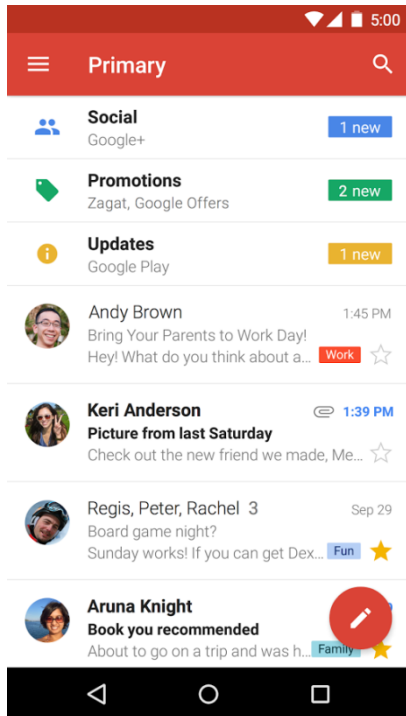 5:00
Primary
Social
1 new
Google+
Promotions
2 new
Zagat, Google Offers
Updates
1 new
Google Play
Andy Brown 1:45 PM
Bring Your Parents to Work Day!
Hey! What do you think about a... Work
Keri Anderson 1:39 PM
Picture from last Saturday
Check out the new friend we made, Me...
Regis, Peter, Rachel 3 Sep 29
Board game night?
Sunday works! If you can get Dex... Fun
Aruna Knight
Book you recommended
About to go on a trip and was h... Family